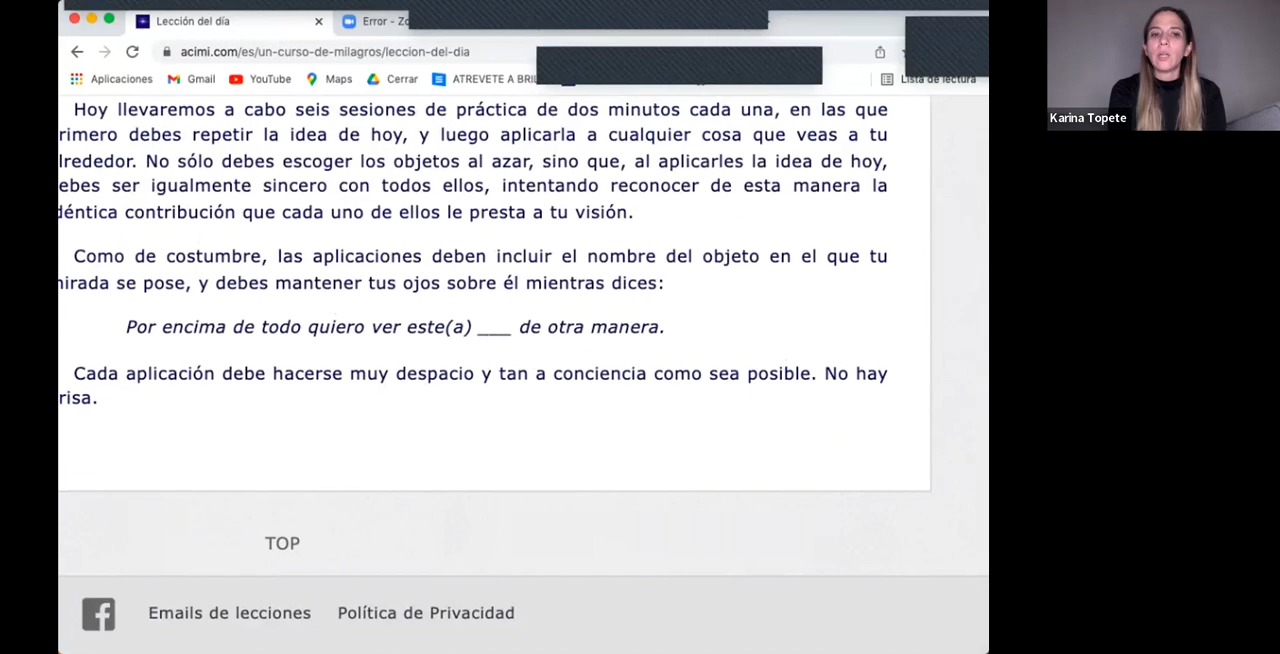 Lección del día
Error - Zo
acimi.com/es/un-curso-de-milagros/leccion-del-dia
Aplicaciones Gmail YouTube Maps Cerrar ATREVETE A BRIL Lista de lectura
Hoy llevaremos a cabo seis sesiones de práctica de dos minutos cada una, en las que
rimero debes repetir la idea de hoy, y luego aplicarla a cualquier cosa que veas a tu
lrededor. No sólo debes escoger los objetos al azar, sino que, al aplicarles la idea de hoy,
ebes ser igualmente sincero con todos ellos, intentando reconocer de esta manera la
déntica contribución que cada uno de ellos le presta a tu visión.
Como de costumbre, las aplicaciones deben incluir el nombre del objeto en el que tu
mirada se pose, y debes mantener tus ojos sobre él mientras dices:
Por encima de todo quiero ver este(a) ___ de otra manera.
Cada aplicación debe hacerse muy despacio y tan a conciencia como sea posible. No hay
risa.
TOP
Emails de lecciones Política de Privacidad
Karina Topete